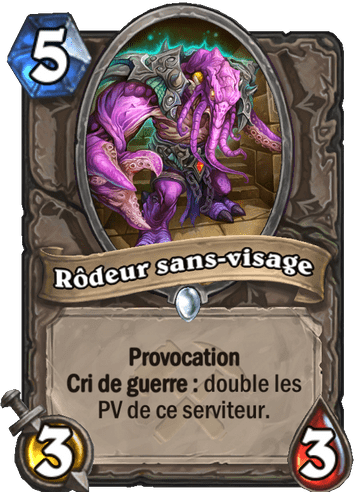 5
Rôdeur sans-visage
Provocation
Cri de guerre : double les
PV de ce serviteur.
3
3